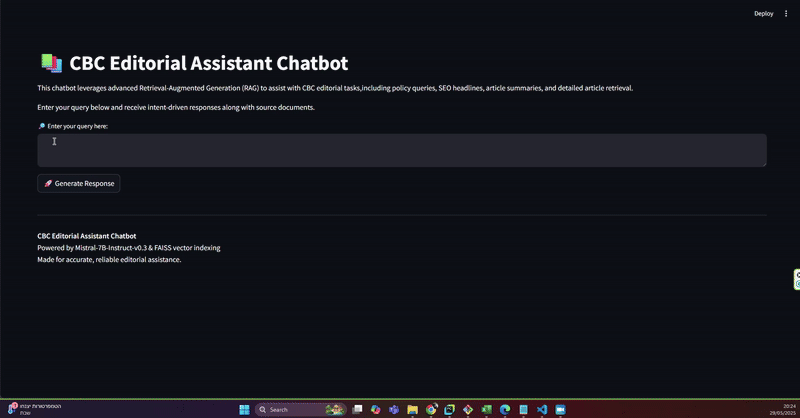 Deploy
CBC Editorial Assistant Chatbot
This chatbot leverages advanced Retrieval-Augmented Generation (RAG) to assist with CBC editorial tasks,including policy queries, SEO headlines, article summaries, and detailed article retrieval.
Enter your query below and receive intent-driven responses along with source documents.
Enter your query here:
Generate Response
CBC Editorial Assistant Chatbot
Powered by Mistral-7B-Instruct-v0.3 & FAISS vector indexing
Made for accurate, reliable editorial assistance.
Search
20:24
29/05/2025